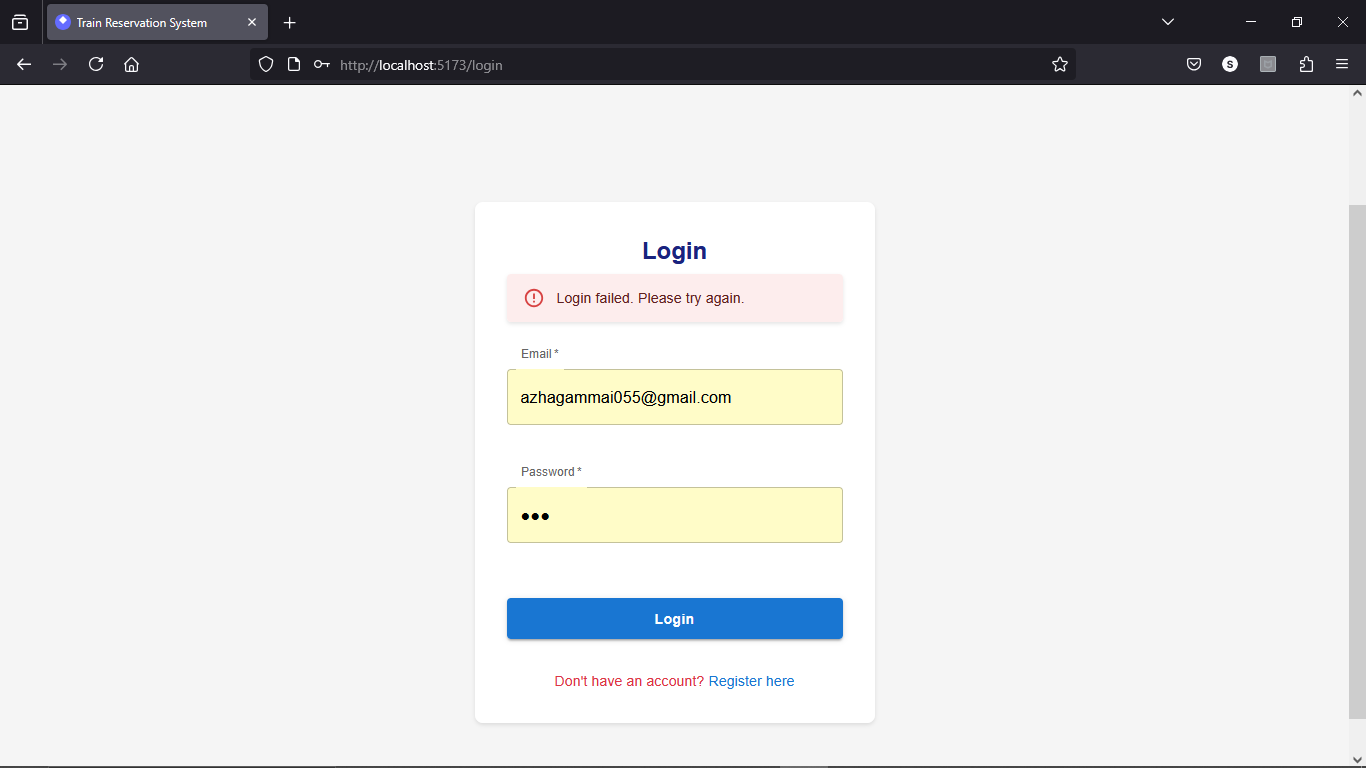 Train Reservation System
http://localhost:5173/login
S
Login
Login failed. Please try again.
Email *
azhagammai055@gmail.com
Password *
●●●
Login
Don't have an account? Register here